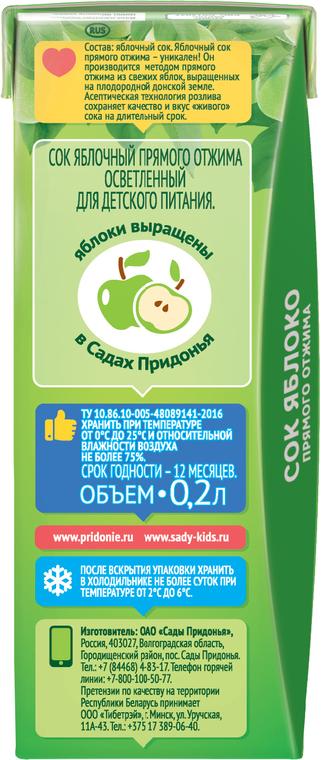 RUS
Состав: яблочный сок. Яблочный сок
прямого отжима – уникален! Он
производится методом прямого
отжима из свежих яблок, выращенных
на плодородной донской земле.
Асептическая технология розлива
сохраняет качество и вкус «живого»
сока на длительный срок.
СОК ЯБЛОЧНЫЙ ПРЯМОГО ОТЖИМА
ОСВЕТЛЕННЫЙ
ДЛЯ ДЕТСКОГО ПИТАНИЯ.
яблоки выращены
в Садах Придонья
ТУ 10.86.10-005-48089141-2016
ХРАНИТЬ ПРИ ТЕМПЕРАТУРЕ
ОТ 0°С ДО 25°С И ОТНОСИТЕЛЬНОЙ
ВЛАЖНОСТИ ВОЗДУХА
НЕ БОЛЕЕ 75%.
СРОК ГОДНОСТИ – 12 МЕСЯЦЕВ.
ОБЪЕМ • 0,2 Л
www.pridonie.ru www.sady-kids.ru
ПОСЛЕ ВСКРЫТИЯ УПАКОВКИ ХРАНИТЬ
В ХОЛОДИЛЬНИКЕ НЕ БОЛЕЕ СУТОК ПРИ
ТЕМПЕРАТУРЕ ОТ 2°С ДО 6°С.
Изготовитель: ОАО «Сады Придонья»,
Россия, 403027, Волгоградская область,
Городищенский район, пос. Сады Придонья.
Тел.: +7 (84468) 4-83-17. Телефон горячей
линии: +7-800-100-50-77.
Претензии по качеству на территории
Республики Беларусь принимает
ООО «Тибетрэй», г. Минск, ул. Уручская,
11А-43. Тел.: +375 17 389-06-40.
СОК ЯБЛОКО
ПРЯМОГО ОТЖИМА